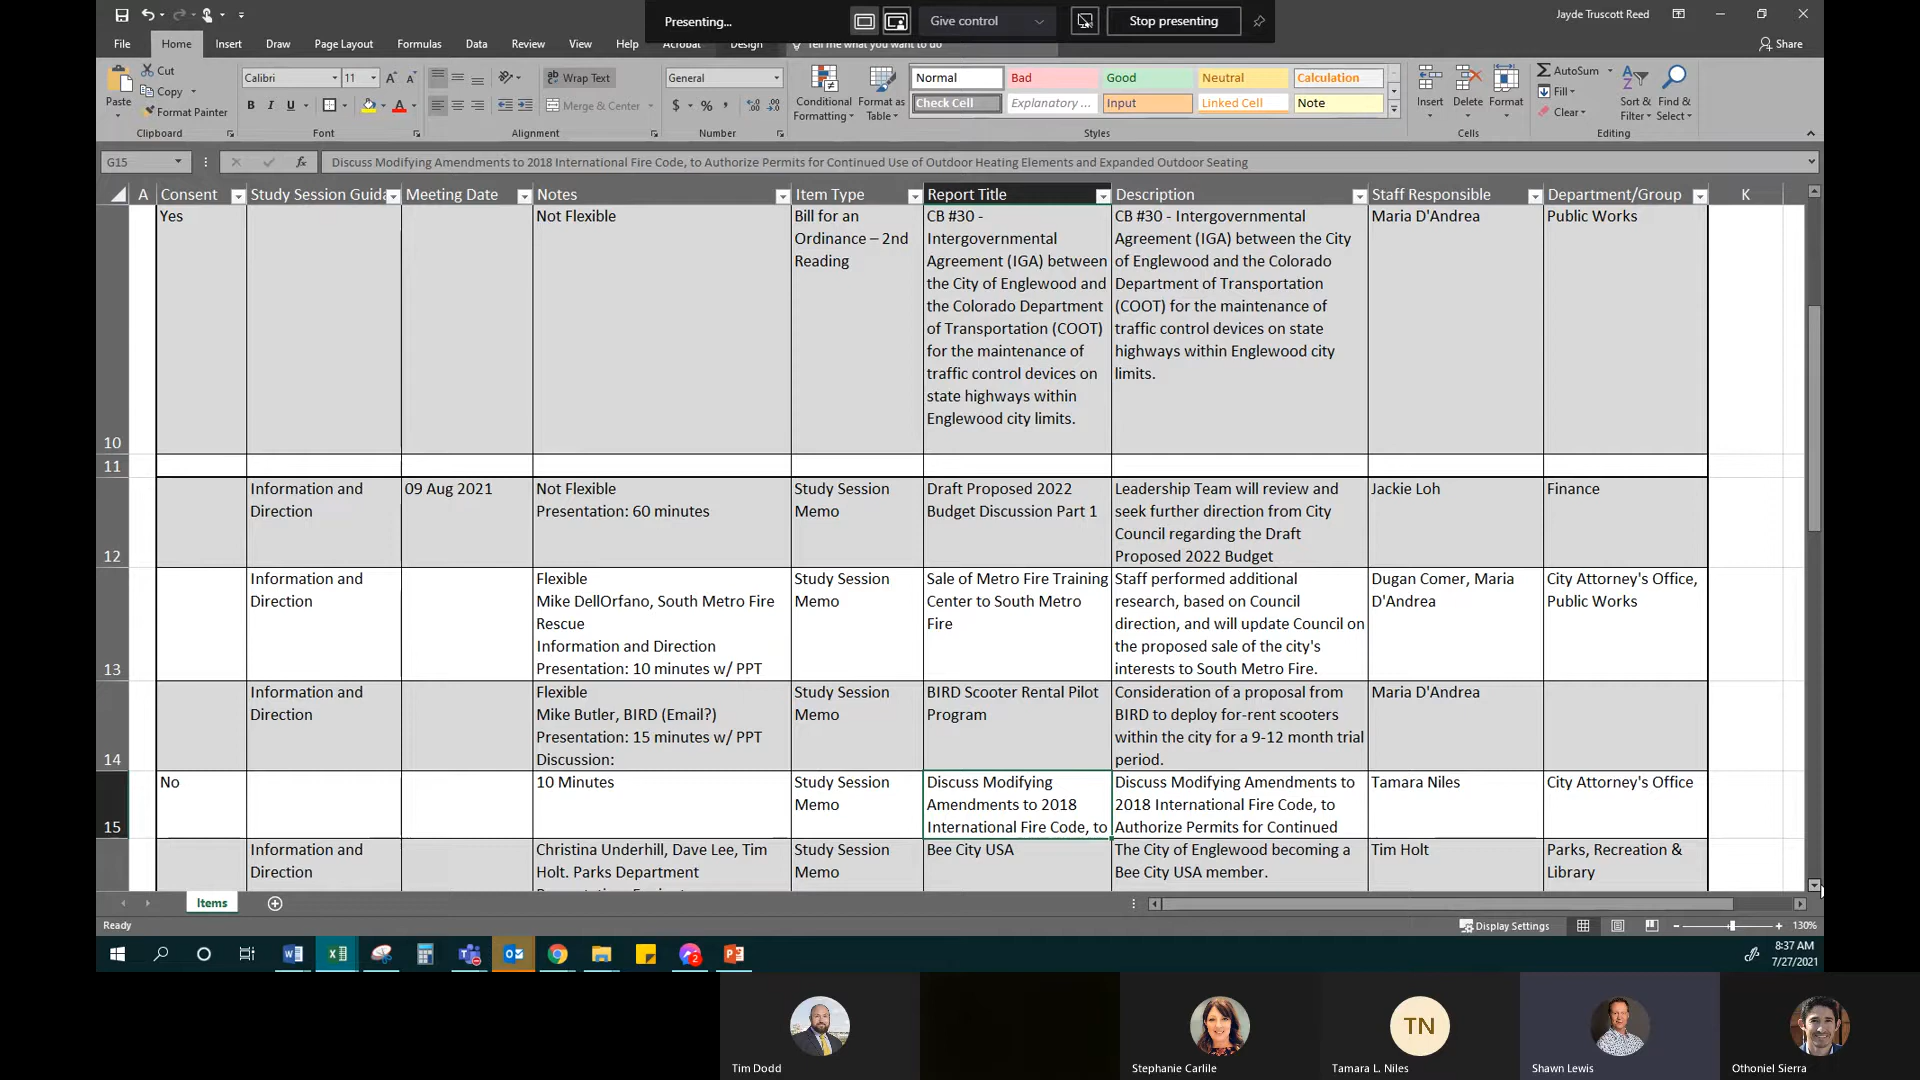 Presenting...
Give control
Stop presenting
Jayde Truscott Reed
File Home Insert Draw Page Layout Formulas Data Review View Help Acrobat Design Tell me what you want to do
Share
Paste
Cut
Copy
Format Painter
Clipboard
Calibri 11
B I U
Font
Wrap Text
Merge & Center
Alignment
General
$ % ,
Number
Conditional Formatting
Format as Table
Normal Bad Good Neutral Calculation
Check Cell Explanatory ... Input Linked Cell Note
Styles
Insert Delete Format
Cells
AutoSum
Fill
Clear
Sort & Filter
Find & Select
Editing
G15 fx Discuss Modifying Amendments to 2018 International Fire Code, to Authorize Permits for Continued Use of Outdoor Heating Elements and Expanded Outdoor Seating
A Consent Study Session Guida Meeting Date Notes Item Type Report Title Description Staff Responsible Department/Group K
10
Yes
Not Flexible
Bill for an
Ordinance – 2nd
Reading
CB #30 -
Intergovernmental
Agreement (IGA) between
the City of Englewood and
the Colorado Department
of Transportation (COOT)
for the maintenance of
traffic control devices on
state highways within
Englewood city limits.
CB #30 - Intergovernmental
Agreement (IGA) between the City
of Englewood and the Colorado
Department of Transportation
(COOT) for the maintenance of
traffic control devices on state
highways within Englewood city
limits.
Maria D'Andrea
Public Works
11
12
Information and
Direction
09 Aug 2021
Not Flexible
Presentation: 60 minutes
Study Session
Memo
Draft Proposed 2022
Budget Discussion Part 1
Leadership Team will review and
seek further direction from City
Council regarding the Draft
Proposed 2022 Budget
Jackie Loh
Finance
13
Information and
Direction
Flexible
Mike DellOrfano, South Metro Fire
Rescue
Information and Direction
Presentation: 10 minutes w/ PPT
Study Session
Memo
Sale of Metro Fire Training
Center to South Metro
Fire
Staff performed additional
research, based on Council
direction, and will update Council on
the proposed sale of the city's
interests to South Metro Fire.
Dugan Comer, Maria
D'Andrea
City Attorney's Office,
Public Works
14
Information and
Direction
Flexible
Mike Butler, BIRD (Email?)
Presentation: 15 minutes w/ PPT
Discussion:
Study Session
Memo
BIRD Scooter Rental Pilot
Program
Consideration of a proposal from
BIRD to deploy for-rent scooters
within the city for a 9-12 month trial
period.
Maria D'Andrea
15
No
10 Minutes
Study Session
Memo
Discuss Modifying
Amendments to 2018
International Fire Code, to
Discuss Modifying Amendments to
2018 International Fire Code, to
Authorize Permits for Continued
Tamara Niles
City Attorney's Office
Information and
Direction
Christina Underhill, Dave Lee, Tim
Holt. Parks Department
Study Session
Memo
Bee City USA
The City of Englewood becoming a
Bee City USA member.
Tim Holt
Parks, Recreation &
Library
Items
Ready
Display Settings
130%
8:37 AM
7/27/2021
Tim Dodd
Stephanie Carlile
TN
Tamara L. Niles
Shawn Lewis
Othoniel Sierra